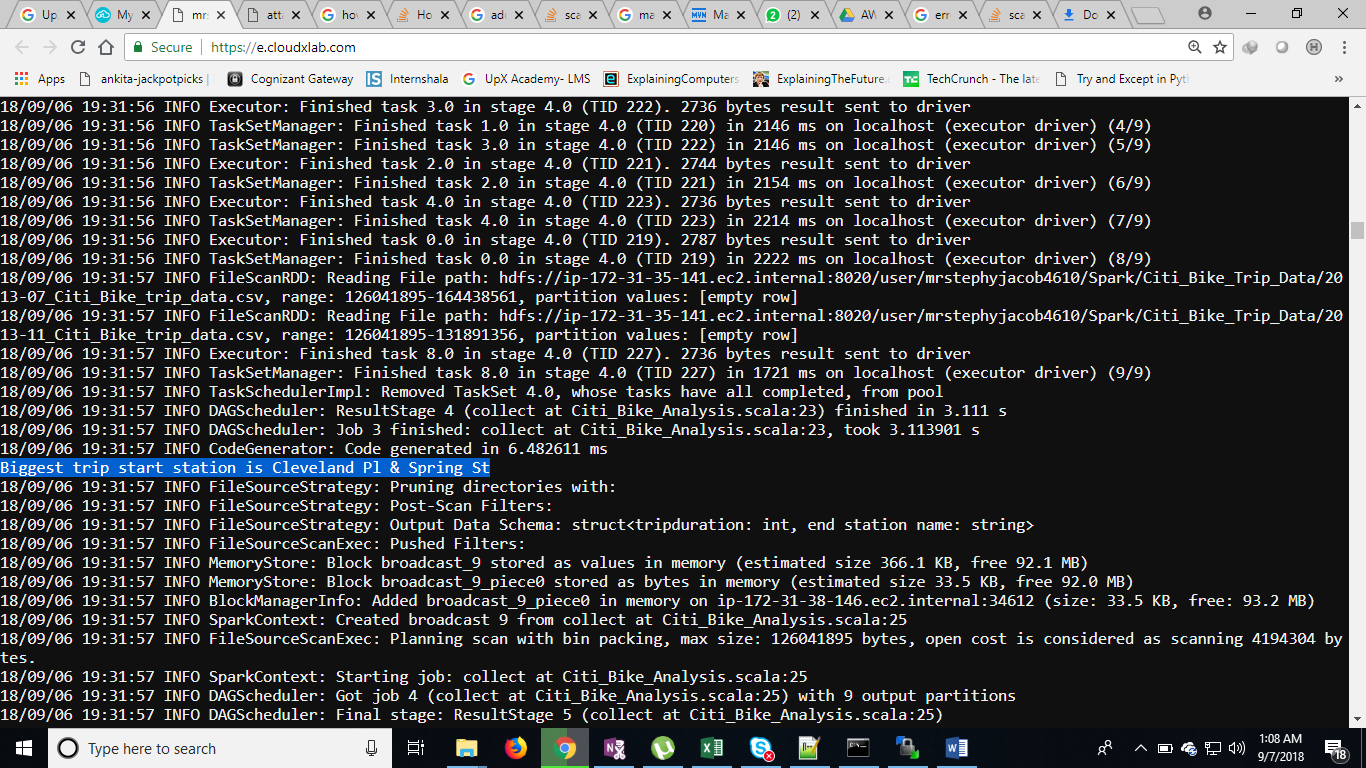 Up
My
mrs
atta
hov
Ho
ade
sca
ma
MVN Ma
(2)
AW
err
sca
Do
Secure https://e.cloudxlab.com
Apps ankita-jackpotpicks Cognizant Gateway Internshala UpX Academy- LMS ExplainingComputers ExplainingTheFuture. TechCrunch - The late Try and Except in Pyt »
18/09/06 19:31:56 INFO Executor: Finished task 3.0 in stage 4.0 (TID 222). 2736 bytes result sent to driver
18/09/06 19:31:56 INFO TaskSetManager: Finished task 1.0 in stage 4.0 (TID 220) in 2146 ms on localhost (executor driver) (4/9)
18/09/06 19:31:56 INFO TaskSetManager: Finished task 3.0 in stage 4.0 (TID 222) in 2146 ms on localhost (executor driver) (5/9)
18/09/06 19:31:56 INFO Executor: Finished task 2.0 in stage 4.0 (TID 221). 2744 bytes result sent to driver
18/09/06 19:31:56 INFO TaskSetManager: Finished task 2.0 in stage 4.0 (TID 221) in 2154 ms on localhost (executor driver) (6/9)
18/09/06 19:31:56 INFO Executor: Finished task 4.0 in stage 4.0 (TID 223). 2736 bytes result sent to driver
18/09/06 19:31:56 INFO TaskSetManager: Finished task 4.0 in stage 4.0 (TID 223) in 2214 ms on localhost (executor driver) (7/9)
18/09/06 19:31:56 INFO Executor: Finished task 0.0 in stage 4.0 (TID 219). 2787 bytes result sent to driver
18/09/06 19:31:56 INFO TaskSetManager: Finished task 0.0 in stage 4.0 (TID 219) in 2222 ms on localhost (executor driver) (8/9)
18/09/06 19:31:57 INFO FileScanRDD: Reading File path: hdfs://ip-172-31-35-141.ec2.internal:8020/user/mrstephyjacob4610/Spark/Citi_Bike_Trip_Data/20
13-07_Citi_Bike_trip_data.csv, range: 126041895-164438561, partition values: [empty row]
18/09/06 19:31:57 INFO FileScanRDD: Reading File path: hdfs://ip-172-31-35-141.ec2.internal:8020/user/mrstephyjacob4610/Spark/Citi_Bike_Trip_Data/20
13-11_Citi_Bike_trip_data.csv, range: 126041895-131891356, partition values: [empty row]
18/09/06 19:31:57 INFO Executor: Finished task 8.0 in stage 4.0 (TID 227). 2736 bytes result sent to driver
18/09/06 19:31:57 INFO TaskSetManager: Finished task 8.0 in stage 4.0 (TID 227) in 1721 ms on localhost (executor driver) (9/9)
18/09/06 19:31:57 INFO TaskSchedulerImpl: Removed TaskSet 4.0, whose tasks have all completed, from pool
18/09/06 19:31:57 INFO DAGScheduler: ResultStage 4 (collect at Citi_Bike_Analysis.scala:23) finished in 3.111 s
18/09/06 19:31:57 INFO DAGScheduler: Job 3 finished: collect at Citi_Bike_Analysis.scala:23, took 3.113901 s
18/09/06 19:31:57 INFO CodeGenerator: Code generated in 6.482611 ms
Biggest trip start station is Cleveland Pl & Spring St
18/09/06 19:31:57 INFO FileSourceStrategy: Pruning directories with:
18/09/06 19:31:57 INFO FileSourceStrategy: Post-Scan Filters:
18/09/06 19:31:57 INFO FileSourceStrategy: Output Data Schema: struct<tripduration: int, end station name: string>
18/09/06 19:31:57 INFO FileSourceScanExec: Pushed Filters:
18/09/06 19:31:57 INFO MemoryStore: Block broadcast_9 stored as values in memory (estimated size 366.1 KB, free 92.1 MB)
18/09/06 19:31:57 INFO MemoryStore: Block broadcast_9_piece0 stored as bytes in memory (estimated size 33.5 KB, free 92.0 MB)
18/09/06 19:31:57 INFO BlockManagerInfo: Added broadcast_9_piece0 in memory on ip-172-31-38-146.ec2.internal:34612 (size: 33.5 KB, free: 93.2 MB)
18/09/06 19:31:57 INFO SparkContext: Created broadcast 9 from collect at Citi_Bike_Analysis.scala:25
18/09/06 19:31:57 INFO FileSourceScanExec: Planning scan with bin packing, max size: 126041895 bytes, open cost is considered as scanning 4194304 by
tes.
18/09/06 19:31:57 INFO SparkContext: Starting job: collect at Citi_Bike_Analysis.scala:25
18/09/06 19:31:57 INFO DAGScheduler: Got job 4 (collect at Citi_Bike_Analysis.scala:25) with 9 output partitions
18/09/06 19:31:57 INFO DAGScheduler: Final stage: ResultStage 5 (collect at Citi_Bike_Analysis.scala:25)
Type here to search
1:08 AM
9/7/2018
18